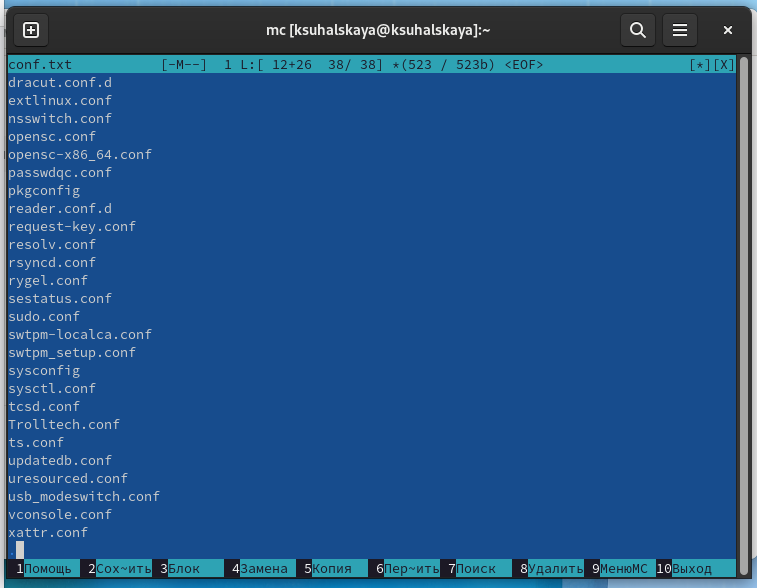 mc [ksuhalskaya@ksuhalskaya]:~
conf.txt [-M--] 1 L:[ 12+26 38/ 38] *(523 / 523b) <EOF> [*][X]
dracut.conf.d
extlinux.conf
nsswitch.conf
opensc.conf
opensc-x86_64.conf
passwdqc.conf
pkgconfig
reader.conf.d
request-key.conf
resolv.conf
rsyncd.conf
rygel.conf
sestatus.conf
sudo.conf
swtpm-localca.conf
swtpm_setup.conf
sysconfig
sysctl.conf
tcsd.conf
Trolltech.conf
ts.conf
updatedb.conf
uresourced.conf
usb_modeswitch.conf
vconsole.conf
xattr.conf
.
1Помощь 2Сох~ить 3Блок 4Замена 5Копия 6Пер~ить 7Поиск 8Удалить 9МенюMC 10Выход